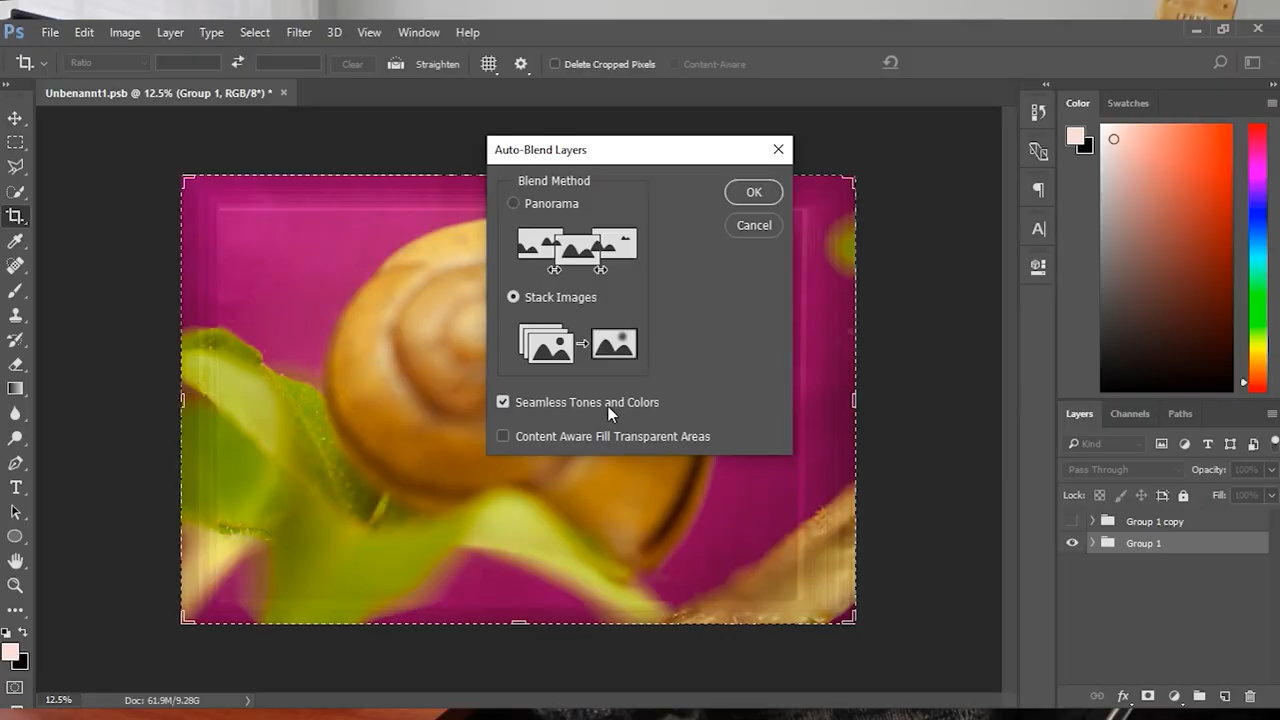 Ps File Edit Image Layer Type Select Filter 3D View Window Help
Ratio Clear Straighten Delete Cropped Pixels Content-Aware
Unbenannt1.psb @ 12.5% (Group 1, RGB/8*) *
Color Swatches
Auto-Blend Layers
Blend Method
OK
Panorama
Cancel
Stack Images
Seamless Tones and Colors
Content Aware Fill Transparent Areas
Layers Channels Paths
Kind
Pass Through Opacity: 100%
Lock: Fill: 100%
Group 1 copy
Group 1
12.5% Doc: 61.9M/9.28G